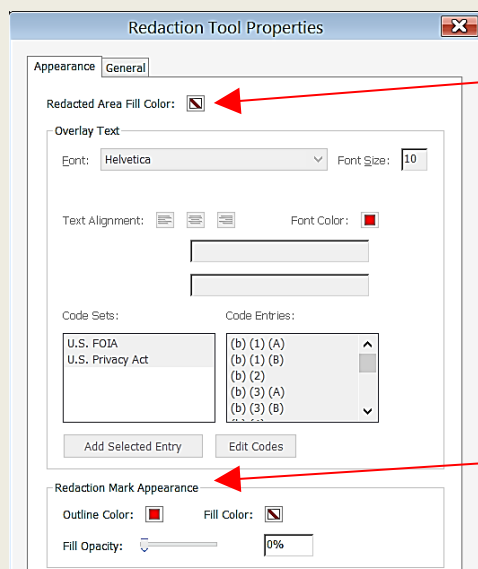 Redaction Tool Properties
Appearance General
Redacted Area Fill Color:
Overlay Text
Font: Helvetica Font Size: 10
Text Alignment: Font Color:
Code Sets: Code Entries:
U.S. FOIA (b) (1) (A)
U.S. Privacy Act (b) (1) (B)
(b) (2)
(b) (3) (A)
(b) (3) (B)
Add Selected Entry Edit Codes
Redaction Mark Appearance
Outline Color: Fill Color:
Fill Opacity: 0%